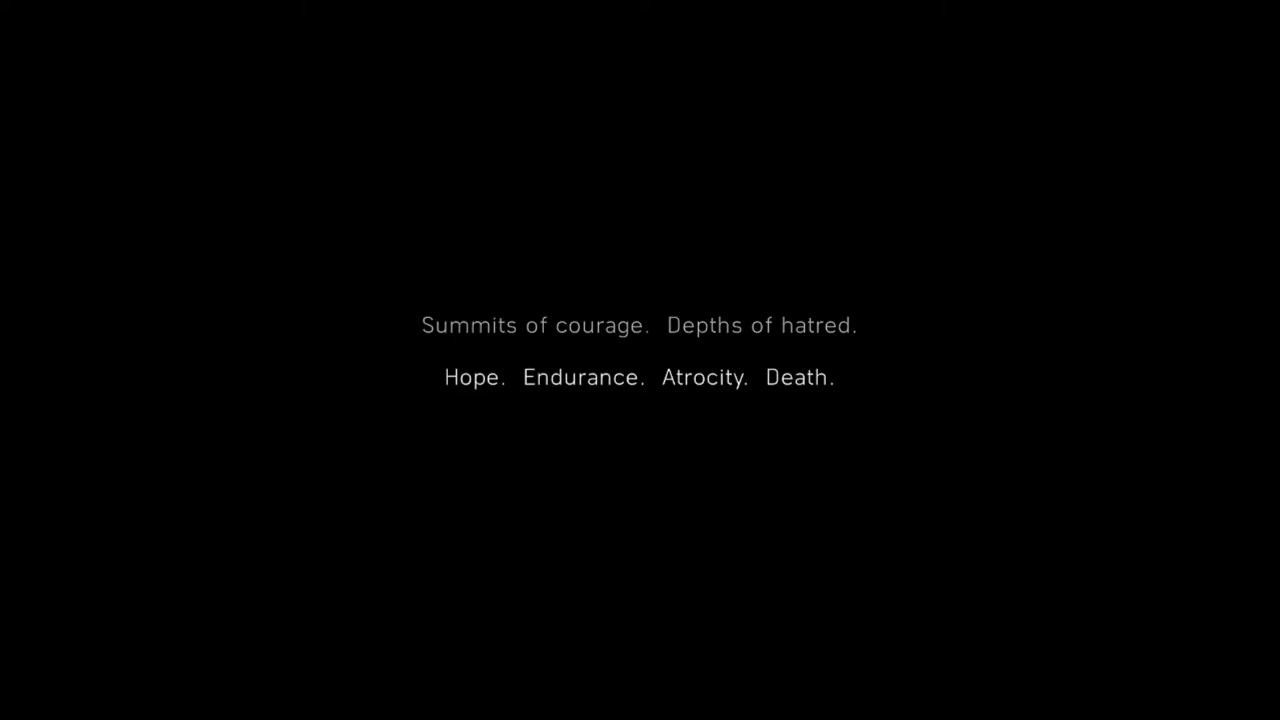 Summits of courage. Depths of hatred.
Hope. Endurance. Atrocity. Death.